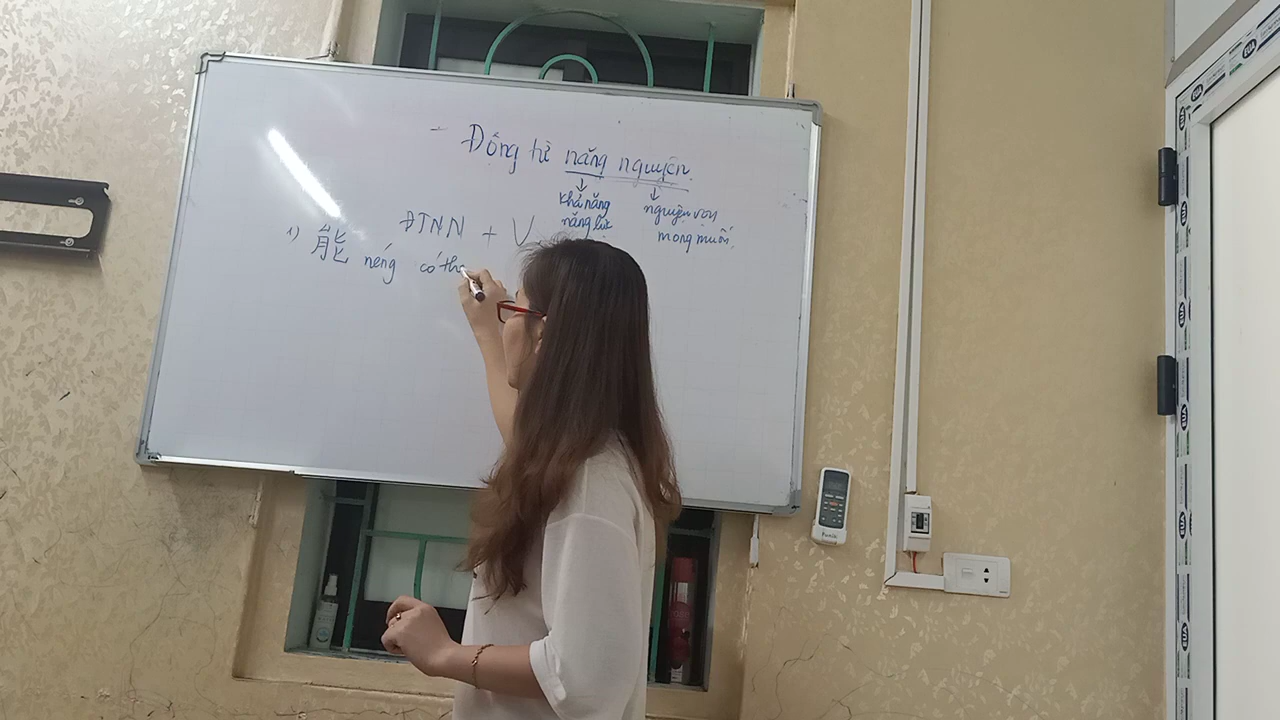 - Động từ năng nguyện
↓ khả năng năng lực
↓ nguyện vọng mong muốn.
ĐTNN + V
1) 能 néng có thể